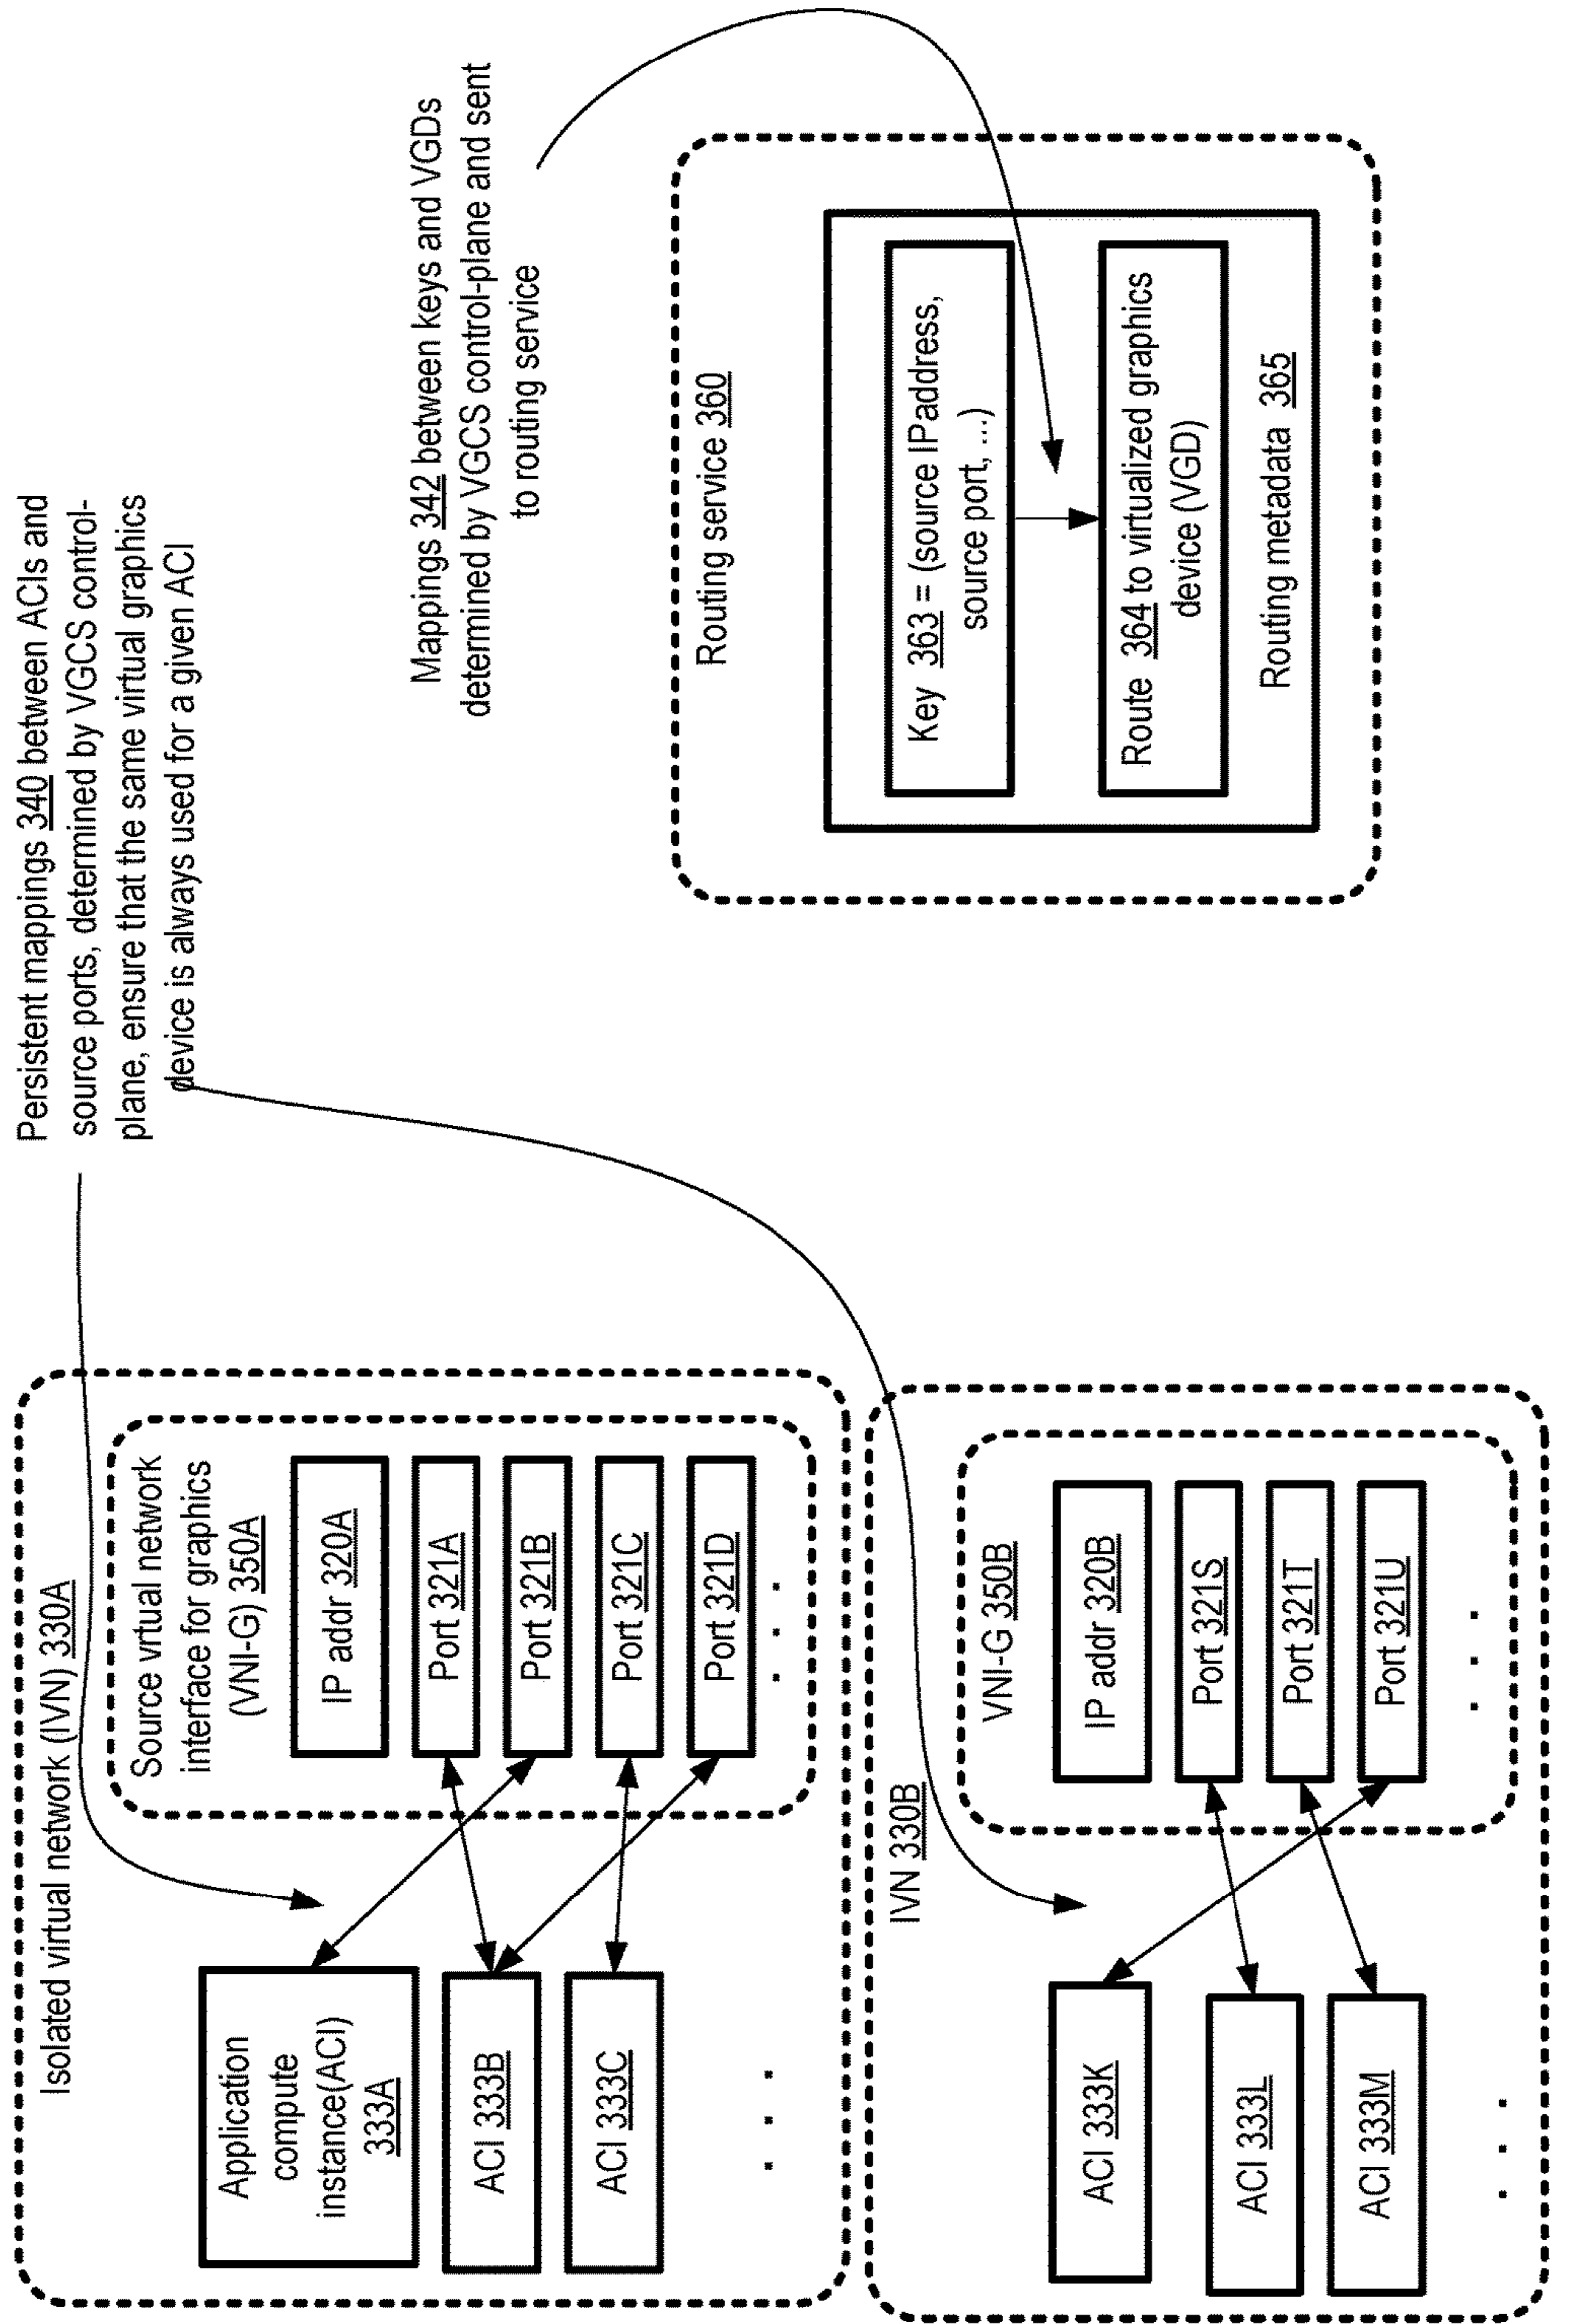 Persistent mappings 340 between ACIs and
source ports, determined by VGCS control-
plane, ensure that the same virtual graphics
device is always used for a given ACI
Isolated virtual network (IVN) 330A
Application
compute
instance(ACI)
333A
ACI 333B
ACI 333C
. . .
Source vrtual network
interface for graphics
(VNI-G) 350A
IP addr 320A
Port 321A
Port 321B
Port 321C
Port 321D
. . .
IVN 330B
ACI 333K
ACI 333L
ACI 333M
. . .
VNI-G 350B
IP addr 320B
Port 321S
Port 321T
Port 321U
. . .
Mappings 342 between keys and VGDs
determined by VGCS control-plane and sent
to routing service
Routing service 360
Key 363 = (source IPaddress,
source port, ...)
Route 364 to virtualized graphics
device (VGD)
Routing metadata 365